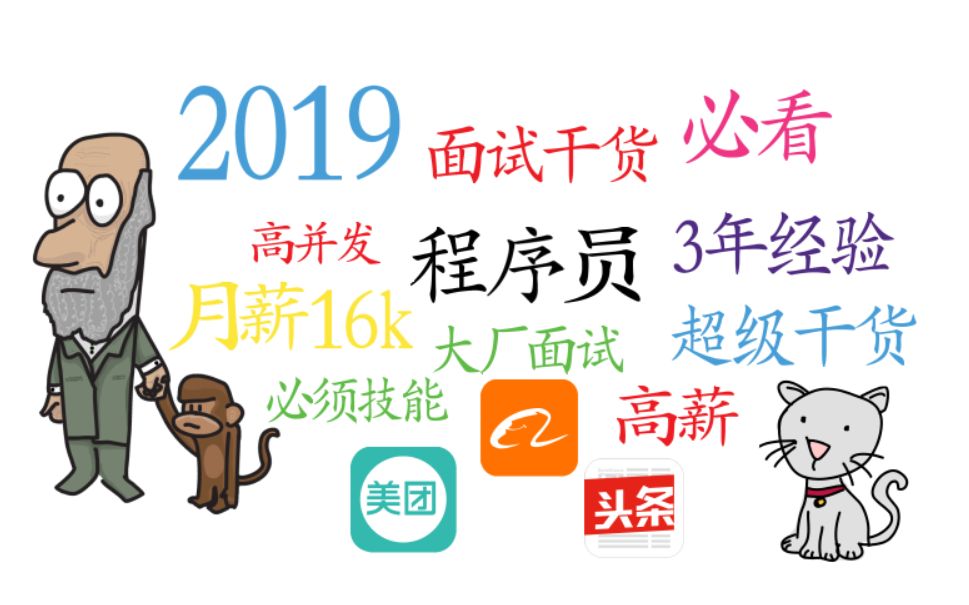 2019
面试干货
必看
高并发
程序员
3年经验
月薪16k
大厂面试
超级干货
必须技能
高薪
美团
头条